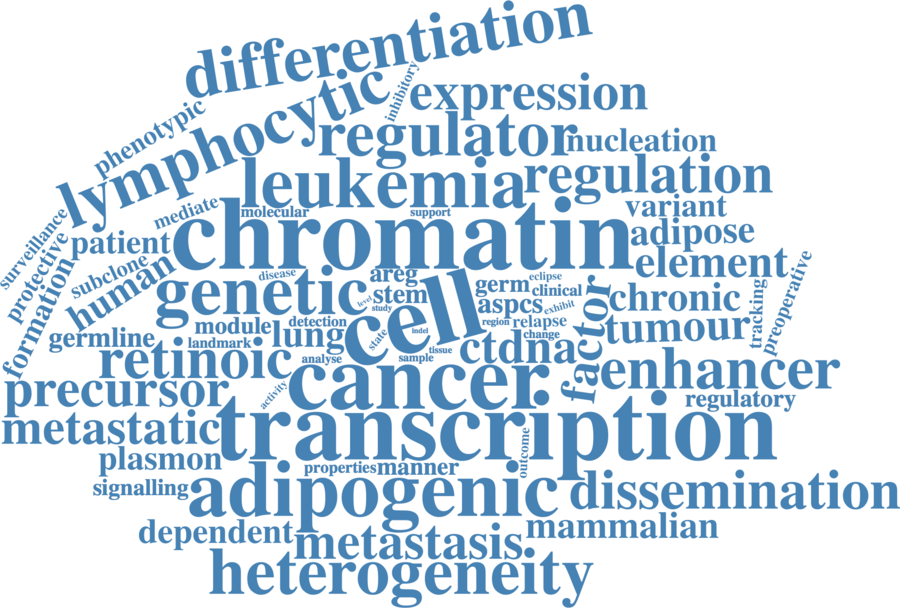 differentiation
inhibitory
expression
phenotypic
lymphocytic
regulator
nucleation
leukemia
regulation
surveillance
mediate
molecular
support
variant
protective
patient
chromatin
adipose
formation
subclone
human
disease
areg
element
genetic
level
stem
cell
germ
eclipse
clinical
tracking
preoperative
study
aspcs
exhibit
factor
chronic
germline
module
detection
region
relapse
tumour
landmark
lung
state
indel
change
retinoic
analyse
sample
tissue
ctdna
precursor
activity
cancer
enhancer
regulatory
metastatic
transcription
outcome
plasmon
properties
manner
signalling
adipogenic
dissemination
dependent
metastasis
mammalian
heterogeneity